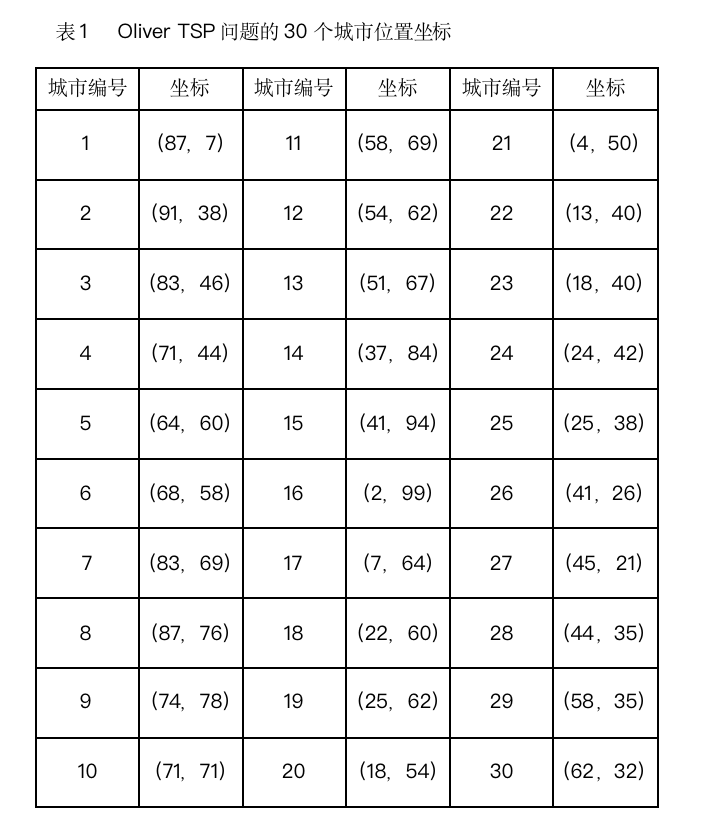 表1 Oliver TSP 问题的 30 个城市位置坐标
城市编号 坐标 城市编号 坐标 城市编号 坐标
1 (87, 7) 11 (58, 69) 21 (4, 50)
2 (91, 38) 12 (54, 62) 22 (13, 40)
3 (83, 46) 13 (51, 67) 23 (18, 40)
4 (71, 44) 14 (37, 84) 24 (24, 42)
5 (64, 60) 15 (41, 94) 25 (25, 38)
6 (68, 58) 16 (2, 99) 26 (41, 26)
7 (83, 69) 17 (7, 64) 27 (45, 21)
8 (87, 76) 18 (22, 60) 28 (44, 35)
9 (74, 78) 19 (25, 62) 29 (58, 35)
10 (71, 71) 20 (18, 54) 30 (62, 32)